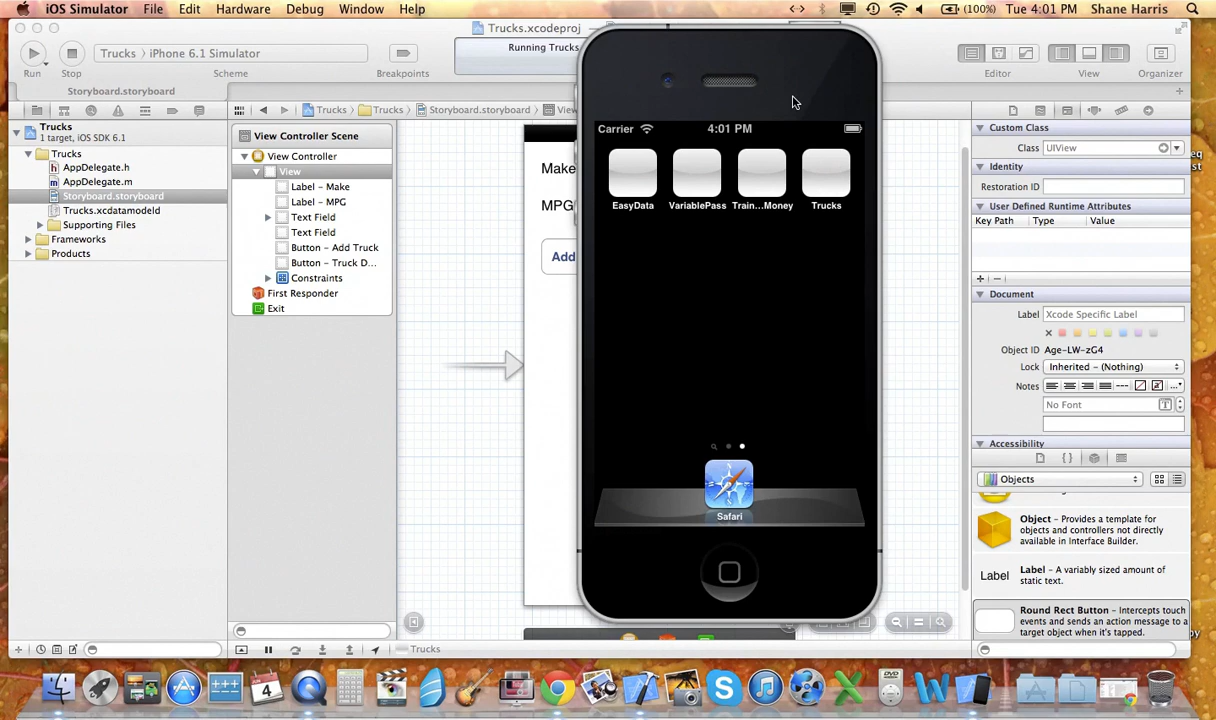 iOS Simulator File Edit Hardware Debug Window Help (100%) Tue 4:01 PM Shane Harris
Trucks.xcodeproj
Trucks iPhone 6.1 Simulator
Running Trucks
Run Stop Scheme Breakpoints Editor View Organizer
Storyboard.storyboard
Trucks Trucks Storyboard.storyboard
Trucks
1 target, iOS SDK 6.1
Trucks
AppDelegate.h
AppDelegate.m
Storyboard.storyboard
Trucks.xcdatamodeld
Supporting Files
Frameworks
Products
View Controller Scene
View Controller
View
Label - Make
Label - MPG
Text Field
Text Field
Button - Add Truck
Button - Truck D...
Constraints
First Responder
Exit
Make
MPG
Add
Carrier 4:01 PM
EasyData VariablePass Train...Money Trucks
Safari
Custom Class
Class UIView
Identity
Restoration ID
User Defined Runtime Attributes
Key Path Type Value
Document
Label Xcode Specific Label
Object ID Age-LW-zG4
Lock Inherited - (Nothing)
Notes
No Font
Accessibility
Objects
Object - Provides a template for
objects and controllers not directly
available in Interface Builder.
Label Label - A variably sized amount of
static text.
Round Rect Button - Intercepts touch
events and sends an action message to a
target object when it's tapped.
Trucks